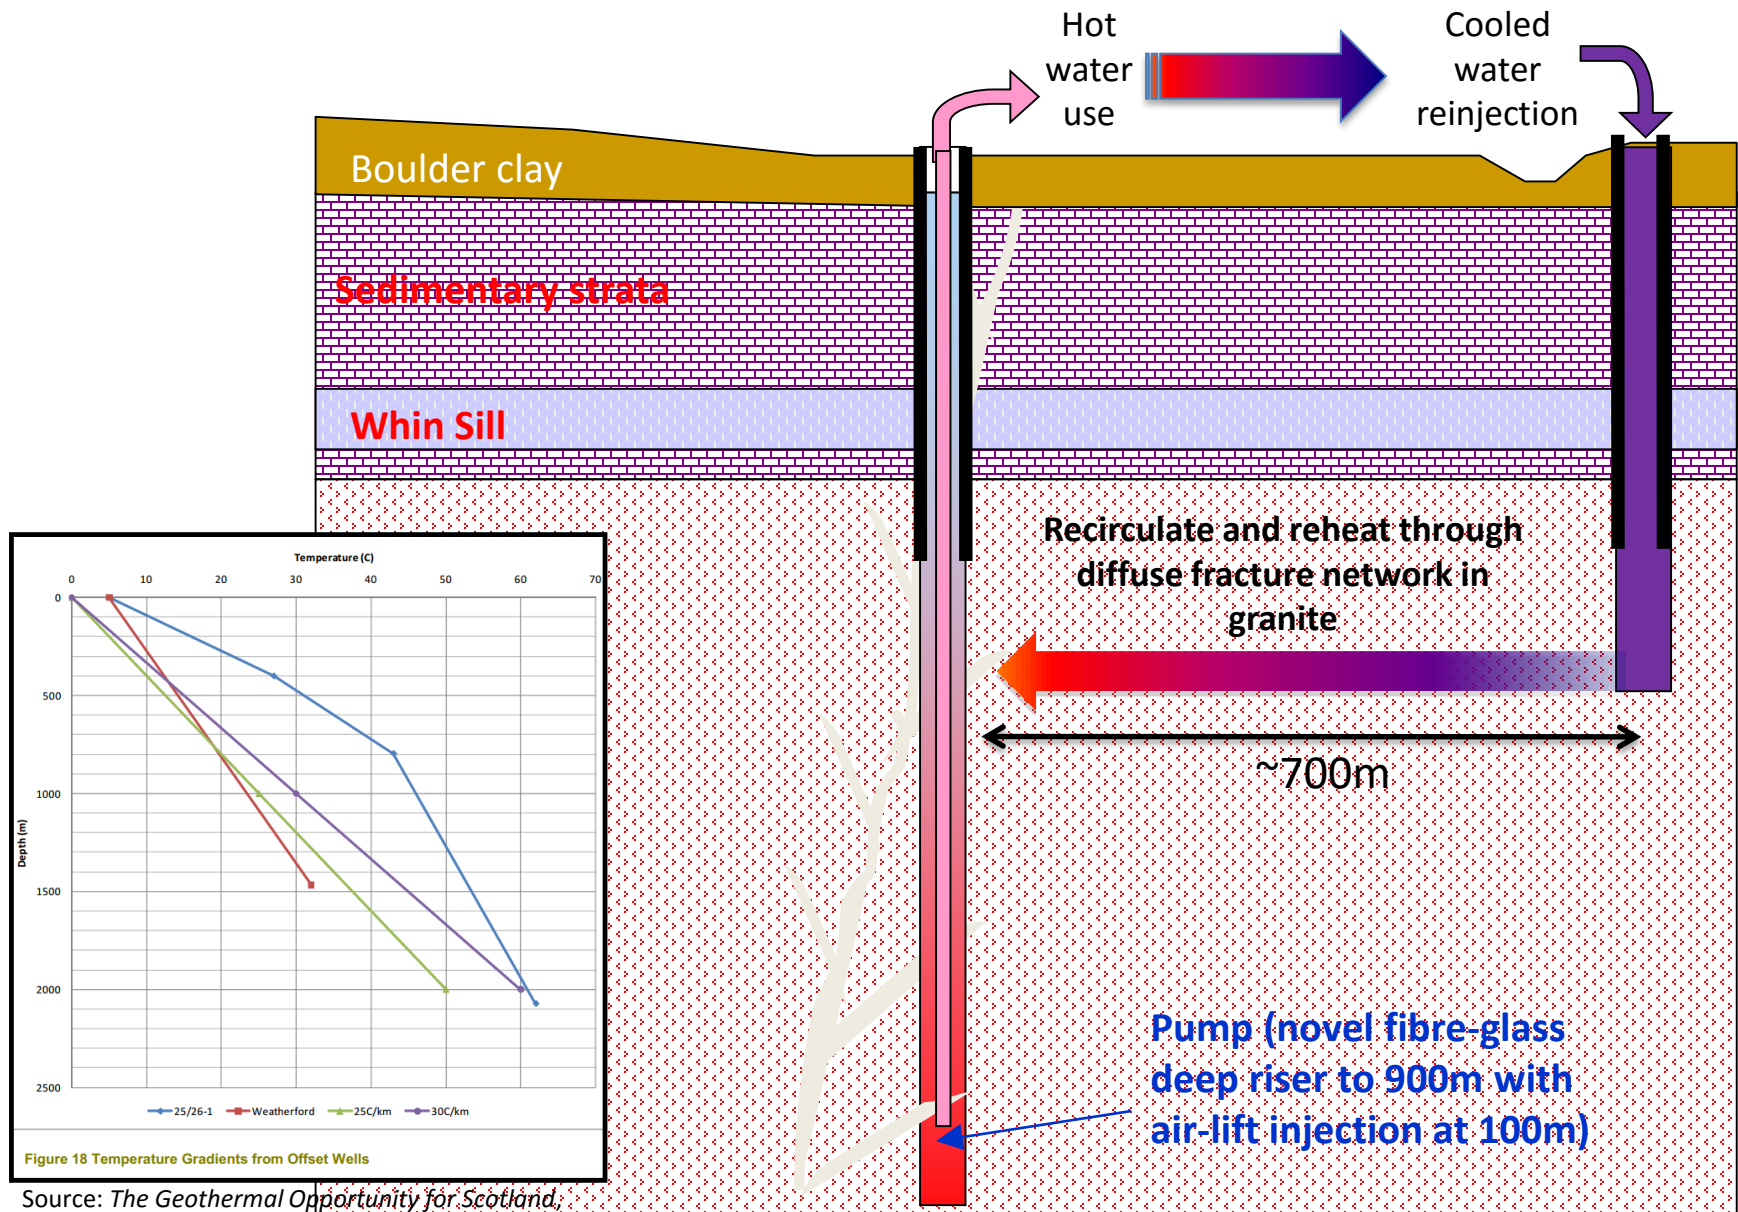 Hot
water
use
Cooled
water
reinjection
Boulder clay
Sedimentary strata
Whin Sill
Recirculate and reheat through
diffuse fracture network in
granite
~700m
Pump (novel fibre-glass
deep riser to 900m with
air-lift injection at 100m)
Temperature (C)
0 10 20 30 40 50 60 70
0
500
1000
1500
2000
2500
Depth (m)
25/26-1 Weatherford 25C/km 30C/km
Figure 18 Temperature Gradients from Offset Wells
Source: The Geothermal Opportunity for Scotland,